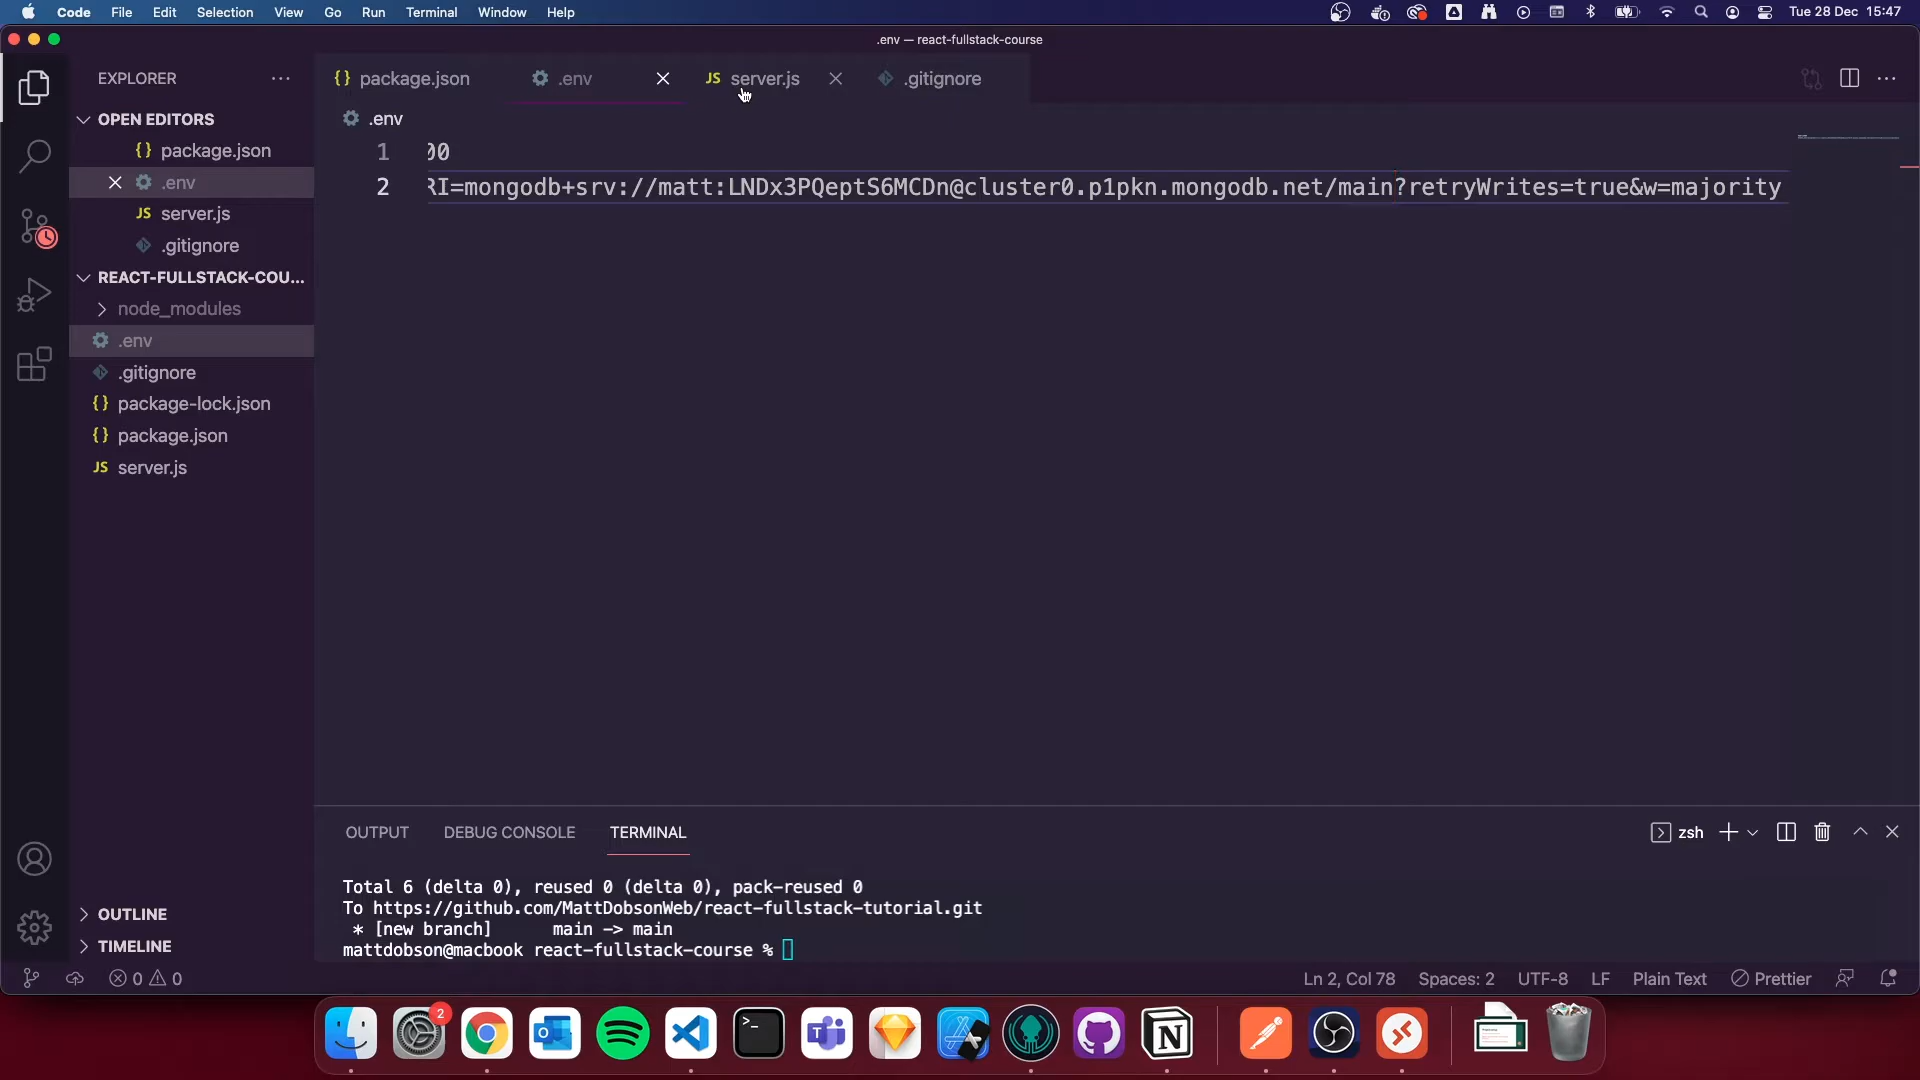 Code File Edit Selection View Go Run Terminal Window Help Tue 28 Dec 15:47
.env — react-fullstack-course
EXPLORER
package.json .env server.js .gitignore
OPEN EDITORS
package.json
.env
server.js
.gitignore
REACT-FULLSTACK-COU...
node_modules
.env
.gitignore
package-lock.json
package.json
server.js
OUTLINE
TIMELINE
.env
1 00
2 RI=mongodb+srv://matt:LNDx3PQeptS6MCDn@cluster0.p1pkn.mongodb.net/main?retryWrites=true&w=majority
OUTPUT DEBUG CONSOLE TERMINAL zsh
Total 6 (delta 0), reused 0 (delta 0), pack-reused 0
To https://github.com/MattDobsonWeb/react-fullstack-tutorial.git
* [new branch] main -> main
mattdobson@macbook react-fullstack-course %
0 0 Ln 2, Col 78 Spaces: 2 UTF-8 LF Plain Text Prettier
2